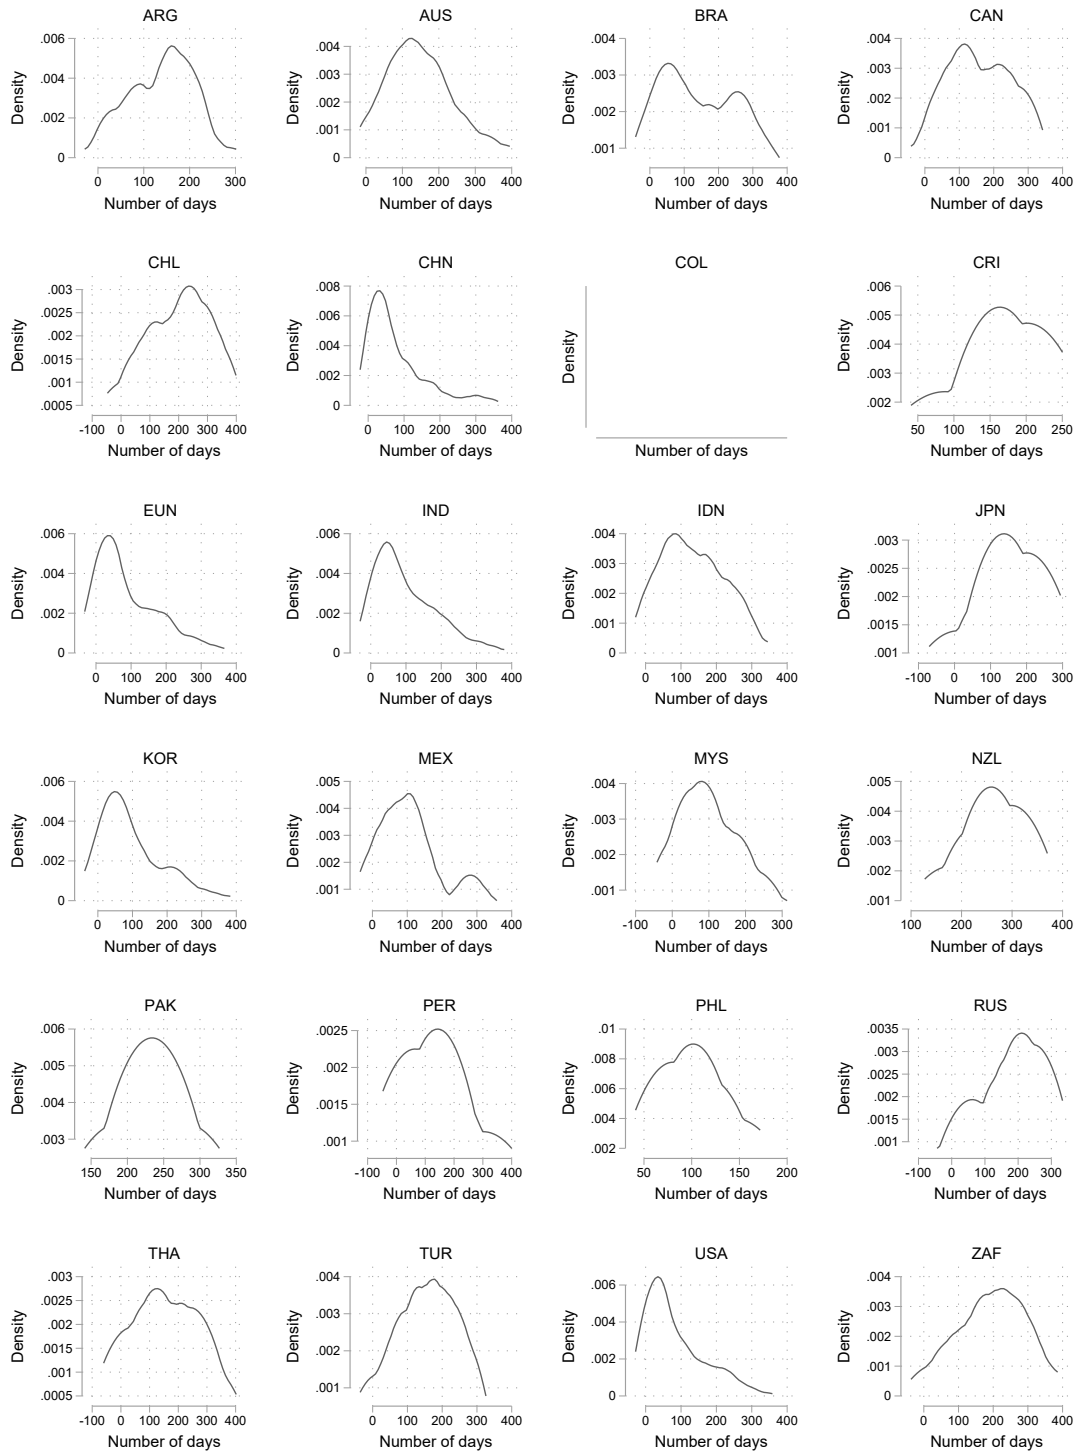 ARG AUS BRA CAN
.006 .004 .004 .004
.004 .003 .003 .003
.002 .002 .002 .002
0 .001 .001 .001
0 0
Density Density Density Density
0 100 200 300 0 100 200 300 400 0 100 200 300 400 0 100 200 300 400
Number of days Number of days Number of days Number of days
CHL CHN COL CRI
.003 .008 .006
.0025 .006 .005
.002 .004 .004
.0015 .002 .003
.001 0 .002
.0005
Density Density Density Density
-100 0 100 200 300 400 0 100 200 300 400 50 100 150 200 250
Number of days Number of days Number of days Number of days
EUN IND IDN JPN
.006 .006 .004 .003
.004 .004 .003 .0025
.002 .002 .002 .002
0 0 .001 .0015
0 .001
Density Density Density Density
0 100 200 300 400 0 100 200 300 400 0 100 200 300 400 -100 0 100 200 300
Number of days Number of days Number of days Number of days
KOR MEX MYS NZL
.006 .005 .004 .005
.004 .004 .003 .004
.002 .003 .002 .003
0 .002 .001 .002
.001 .001
Density Density Density Density
0 100 200 300 400 0 100 200 300 400 -100 0 100 200 300 100 200 300 400
Number of days Number of days Number of days Number of days
PAK PER PHL RUS
.006 .0025 .01 .0035
.005 .002 .008 .003
.004 .0015 .006 .0025
.003 .001 .004 .002
.002 .0015
.001
Density Density Density Density
150 200 250 300 350 -100 0 100 200 300 400 50 100 150 200 -100 0 100 200 300
Number of days Number of days Number of days Number of days
THA TUR USA ZAF
.003 .004 .006 .004
.0025 .003 .004 .003
.002 .002 .002 .002
.0015 .001 0 .001
.001 0
.0005
Density Density Density Density
-100 0 100 200 300 400 0 100 200 300 400 0 100 200 300 400 0 100 200 300 400
Number of days Number of days Number of days Number of days